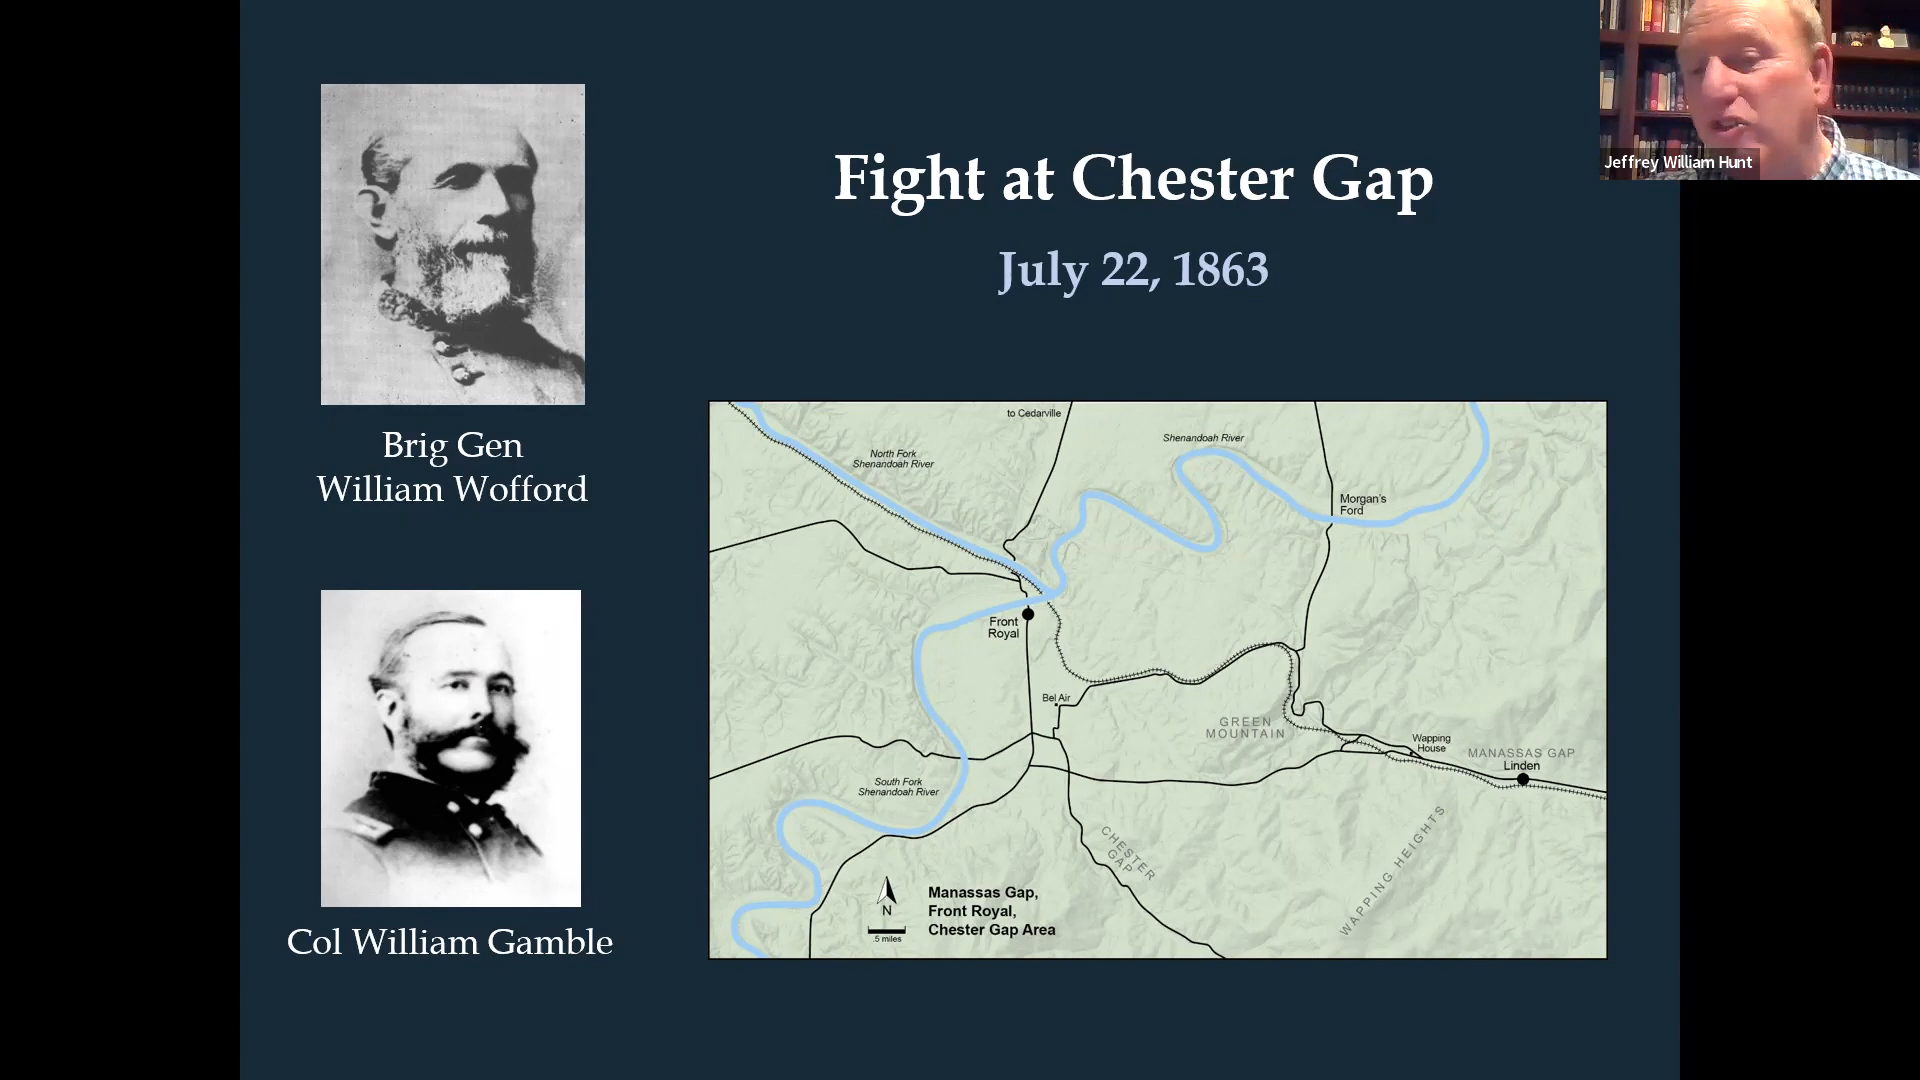 Jeffrey William Hunt
Fight at Chester Gap
July 22, 1863
Brig Gen
William Wofford
Col William Gamble
to Cedarville
Shenandoah River
North Fork
Shenandoah River
Morgan's
Ford
Front
Royal
Bel Air
GREEN
MOUNTAIN
Wapping
House
MANASSAS GAP
Linden
South Fork
Shenandoah River
CHESTER
GAP
WAPPING HEIGHTS
N
.5 miles
Manassas Gap,
Front Royal,
Chester Gap Area